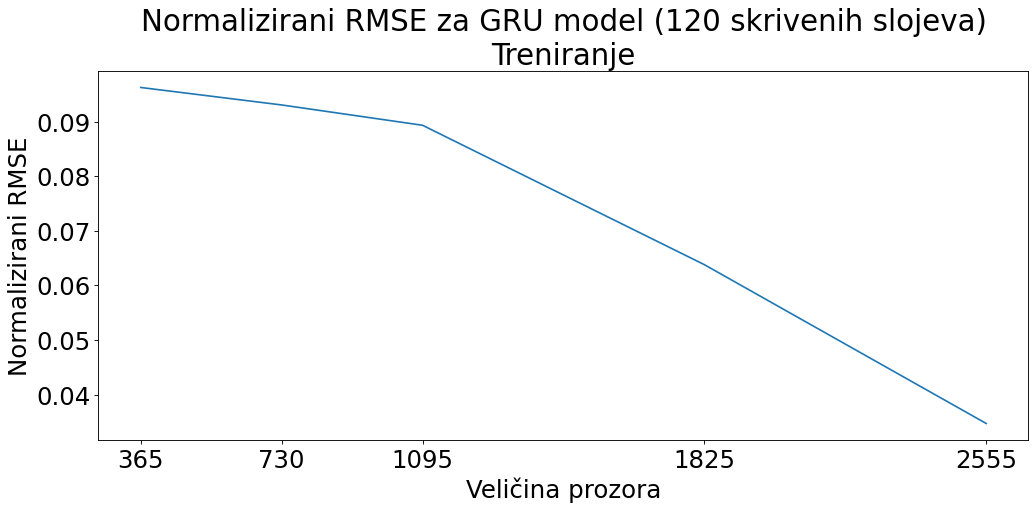 Normalizirani RMSE za GRU model (120 skrivenih slojeva)
Treniranje
Normalizirani RMSE
0.09
0.08
0.07
0.06
0.05
0.04
365 730 1095 1825 2555
Veličina prozora